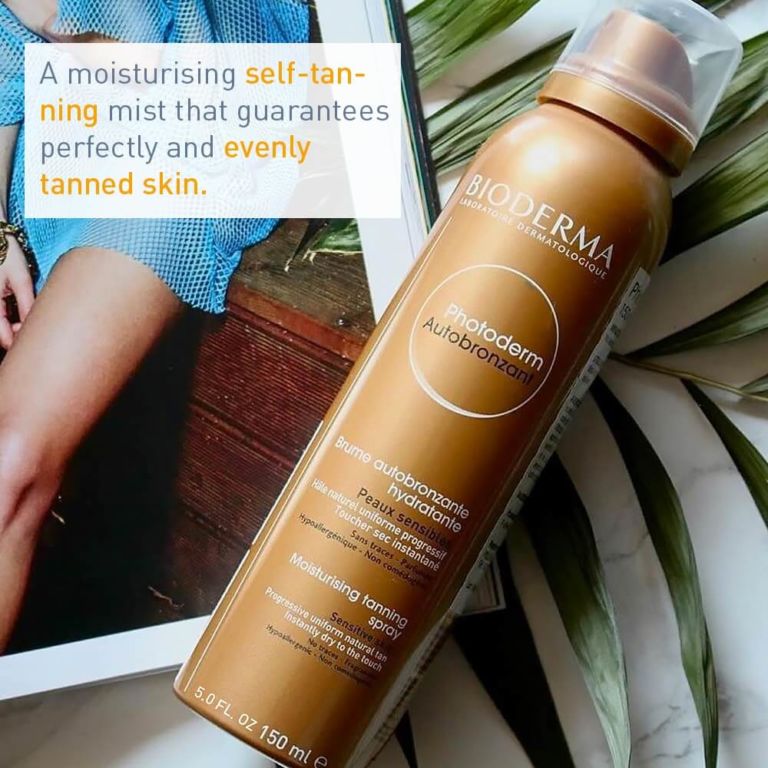 A moisturising self-tan-
ning mist that guarantees
perfectly and evenly
tanned skin.
BIODERMA
LABORATOIRE DERMATOLOGIQUE
Photoderm
Autobronzant
Brume autobronzante
hydratante
Peaux sensibles
Hâle naturel uniforme progressif
Toucher sec instantané
Sans traces - Parfumée
Hypoallergénique - Non comédogène
Moisturising tanning
spray
Sensitive
Progressive uniform natural tan
Instantly dry to the touch
No traces -
Hypoallergenic - Non
5.0 FL. OZ 150 ml e